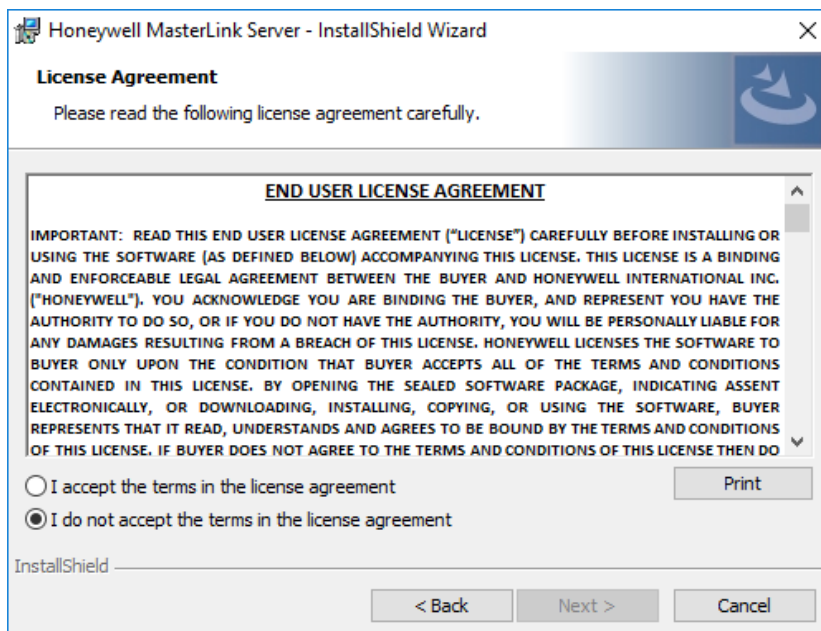 Honeywell MasterLink Server - InstallShield Wizard
License Agreement
Please read the following license agreement carefully.
END USER LICENSE AGREEMENT
IMPORTANT: READ THIS END USER LICENSE AGREEMENT (“LICENSE”) CAREFULLY BEFORE INSTALLING OR
USING THE SOFTWARE (AS DEFINED BELOW) ACCOMPANYING THIS LICENSE. THIS LICENSE IS A BINDING
AND ENFORCEABLE LEGAL AGREEMENT BETWEEN THE BUYER AND HONEYWELL INTERNATIONAL INC.
("HONEYWELL"). YOU ACKNOWLEDGE YOU ARE BINDING THE BUYER, AND REPRESENT YOU HAVE THE
AUTHORITY TO DO SO, OR IF YOU DO NOT HAVE THE AUTHORITY, YOU WILL BE PERSONALLY LIABLE FOR
ANY DAMAGES RESULTING FROM A BREACH OF THIS LICENSE. HONEYWELL LICENSES THE SOFTWARE TO
BUYER ONLY UPON THE CONDITION THAT BUYER ACCEPTS ALL OF THE TERMS AND CONDITIONS
CONTAINED IN THIS LICENSE. BY OPENING THE SEALED SOFTWARE PACKAGE, INDICATING ASSENT
ELECTRONICALLY, OR DOWNLOADING, INSTALLING, COPYING, OR USING THE SOFTWARE, BUYER
REPRESENTS THAT IT READ, UNDERSTANDS AND AGREES TO BE BOUND BY THE TERMS AND CONDITIONS
OF THIS LICENSE. IF BUYER DOES NOT AGREE TO THE TERMS AND CONDITIONS OF THIS LICENSE THEN DO
I accept the terms in the license agreement
Print
I do not accept the terms in the license agreement
InstallShield
< Back
Next >
Cancel